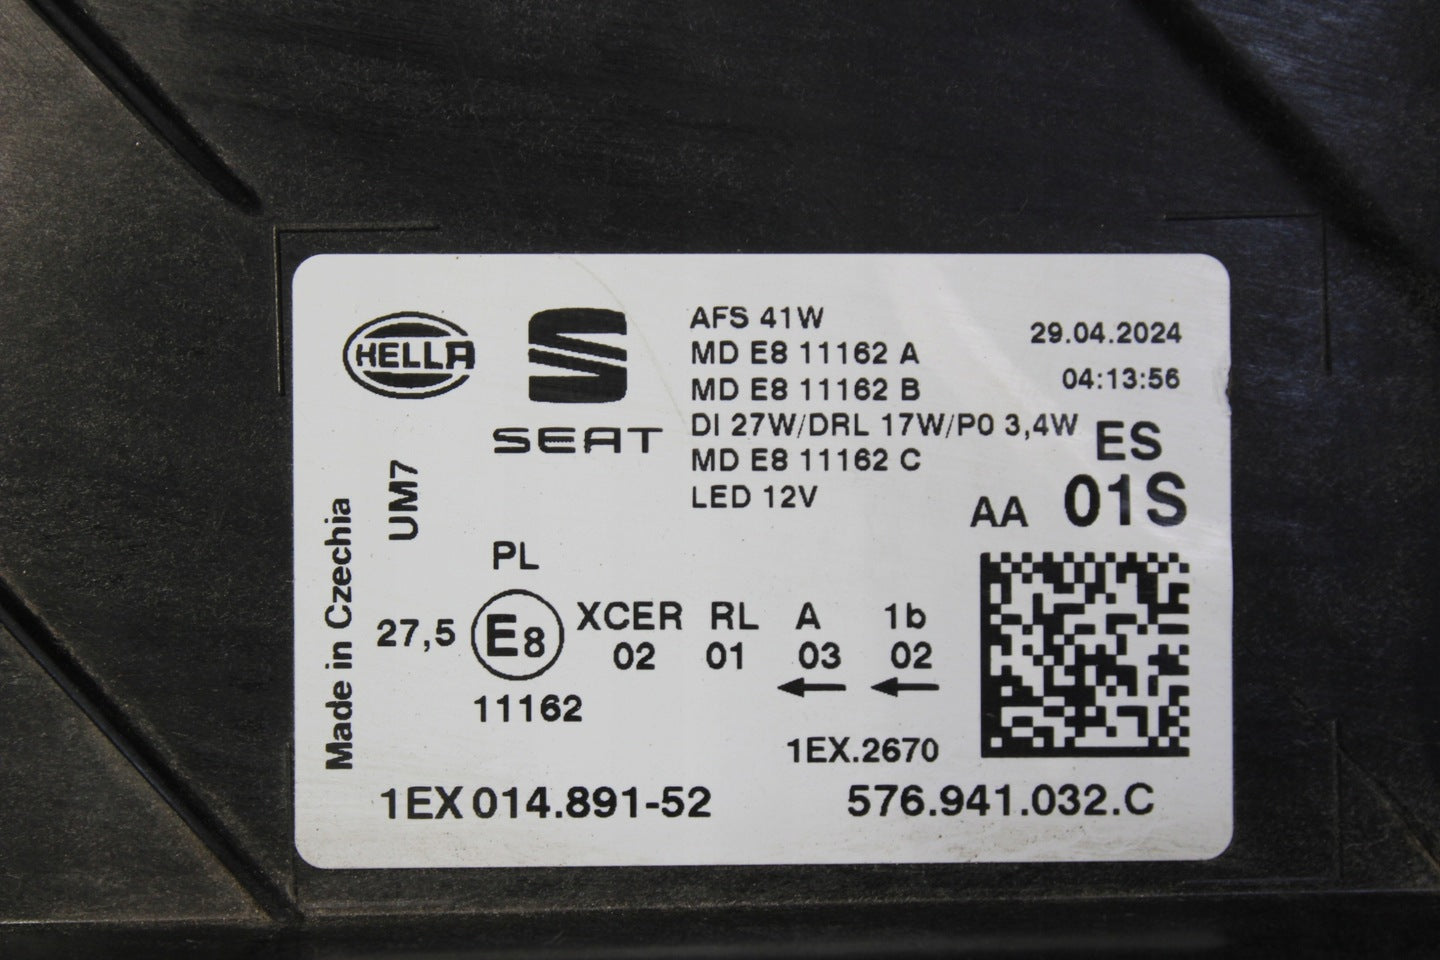 HELLA
SEAT
AFS 41W
MD E8 11162 A
MD E8 11162 B
DI 27W/DRL 17W/P0 3,4W
MD E8 11162 C
LED 12V
29.04.2024
04:13:56
ES
AA 01S
UM7
Made in Czechia
PL
27,5 E8 XCER RL A 1b
02 01 03 02
11162
1EX.2670
1EX 014.891-52
576.941.032.C